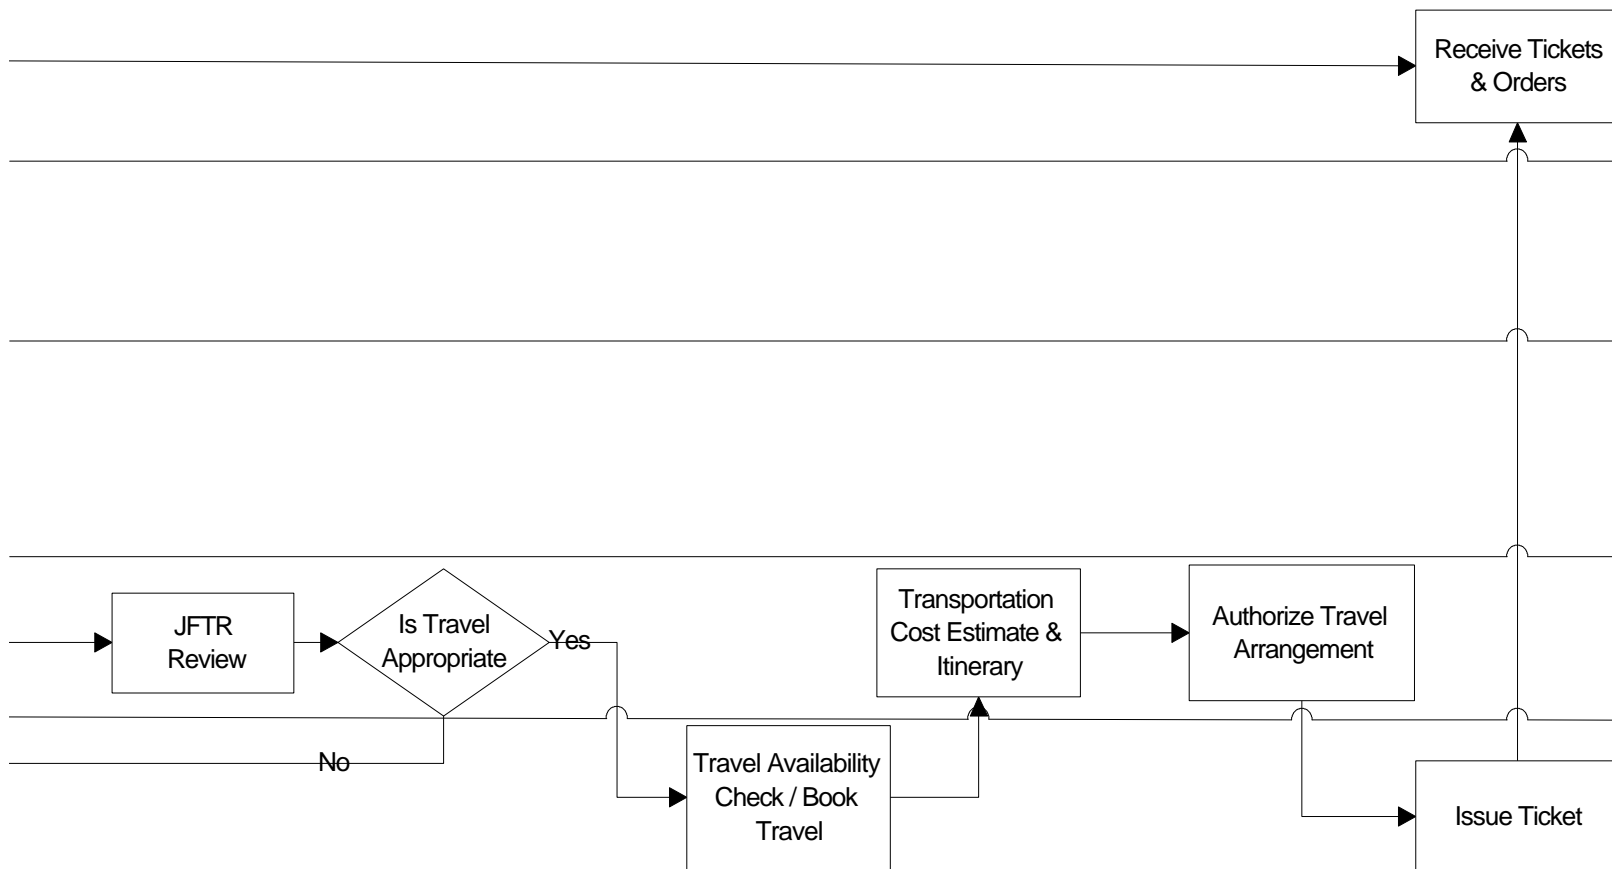 Receive Tickets
& Orders
JFTR
Review
Is Travel
Appropriate
Yes
No
Travel Availability
Check / Book
Travel
Transportation
Cost Estimate &
Itinerary
Authorize Travel
Arrangement
Issue Ticket